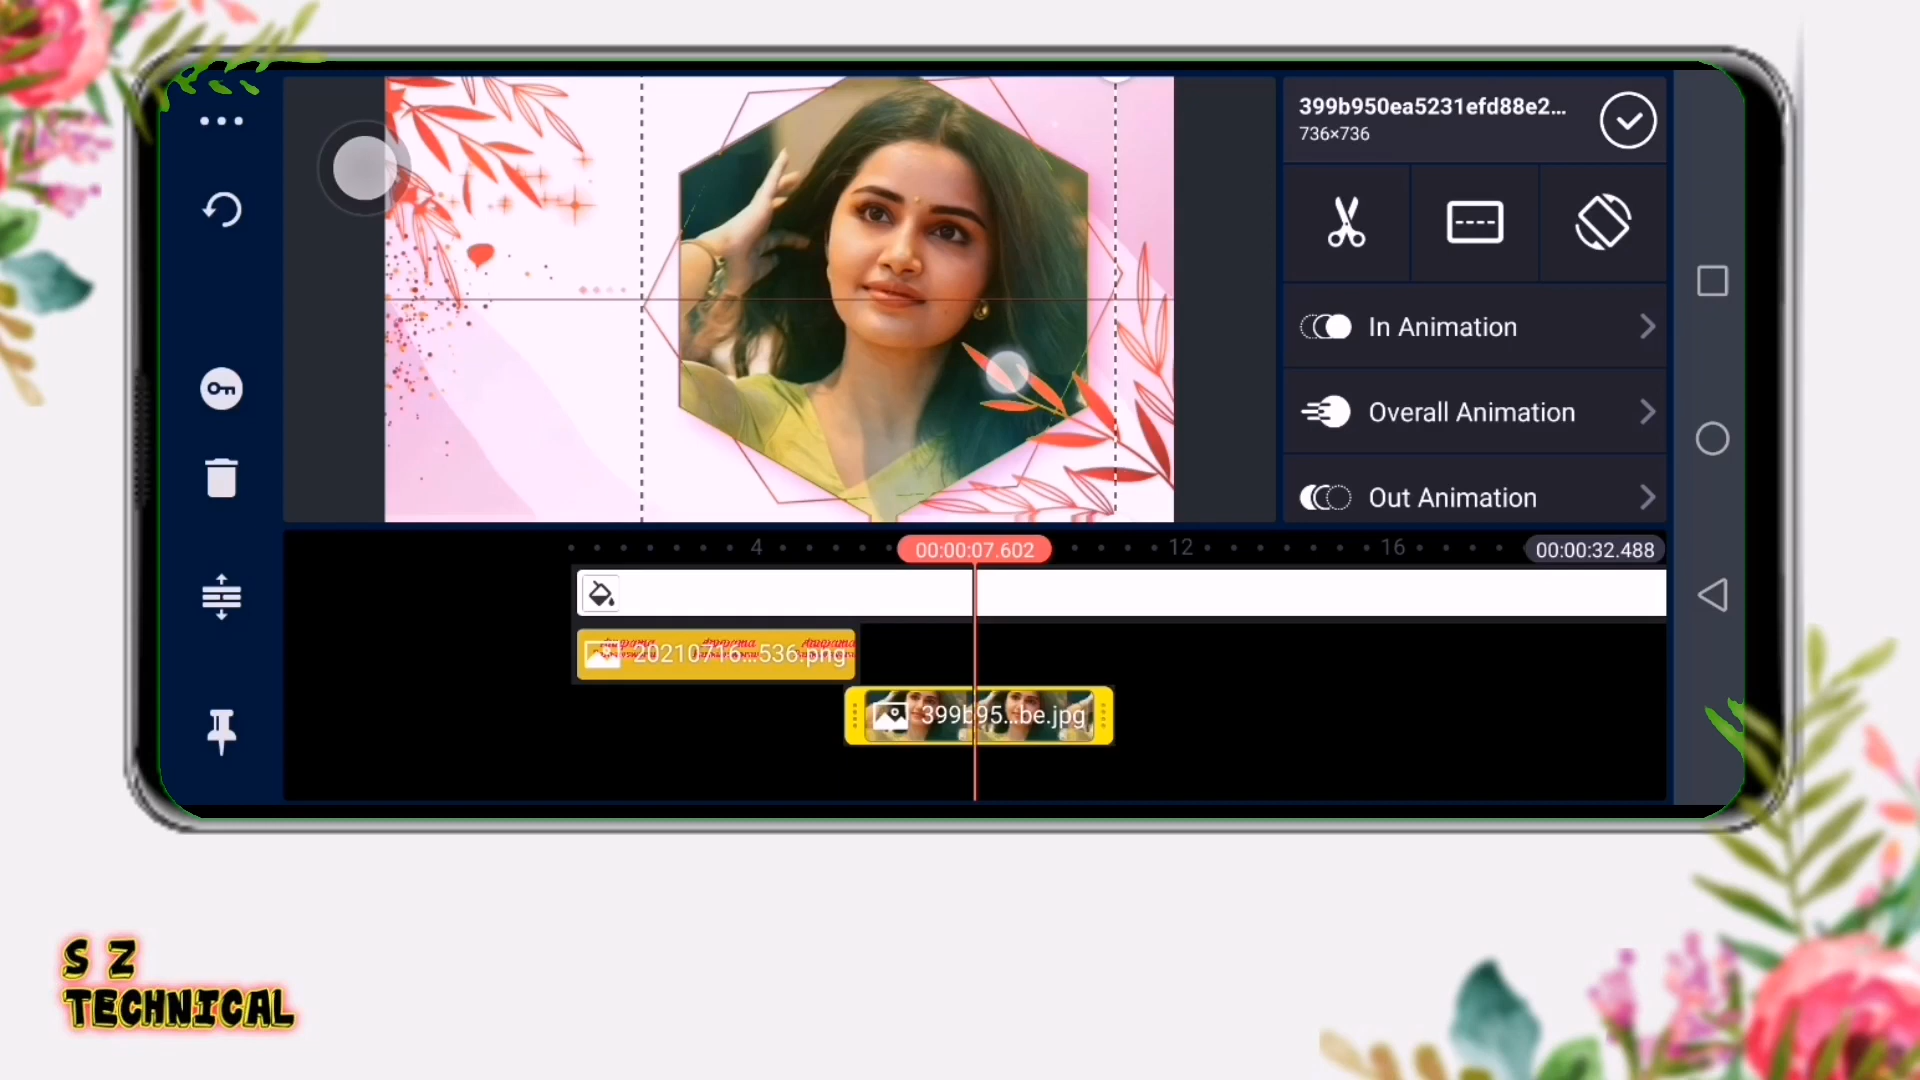 399b950ea5231efd88e2...
736×736
In Animation
Overall Animation
Out Animation
4
00:00:07.602
12
16
00:00:32.488
20210716...536.png
399b95...be.jpg
S Z
TECHNICAL